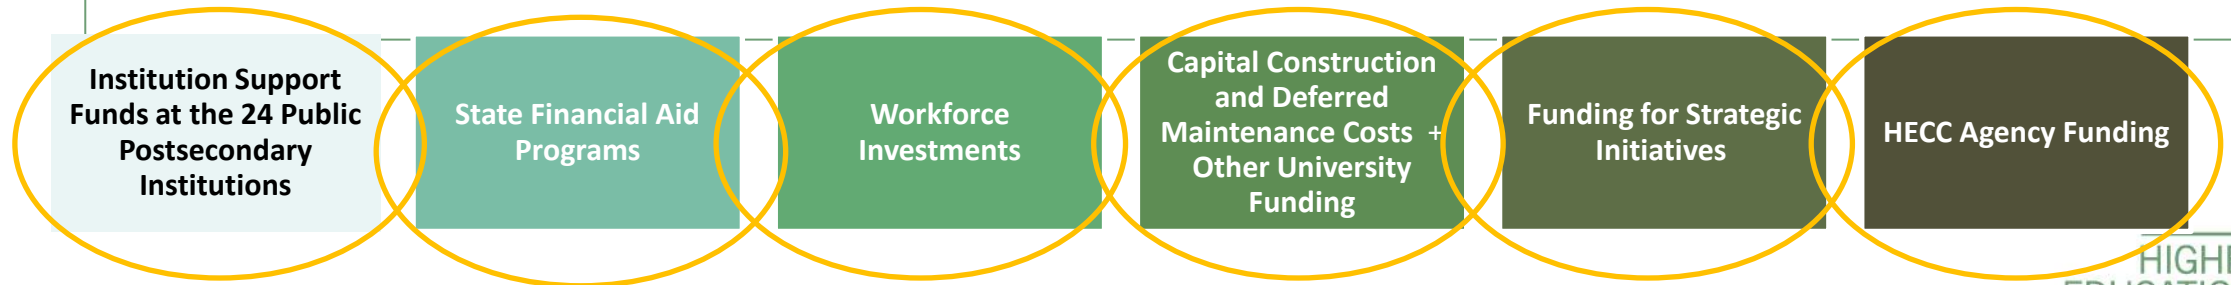 Institution Support
Funds at the 24 Public
Postsecondary
Institutions
State Financial Aid
Programs
Workforce
Investments
Capital Construction
and Deferred
Maintenance Costs +
Other University
Funding
Funding for Strategic
Initiatives
HECC Agency Funding